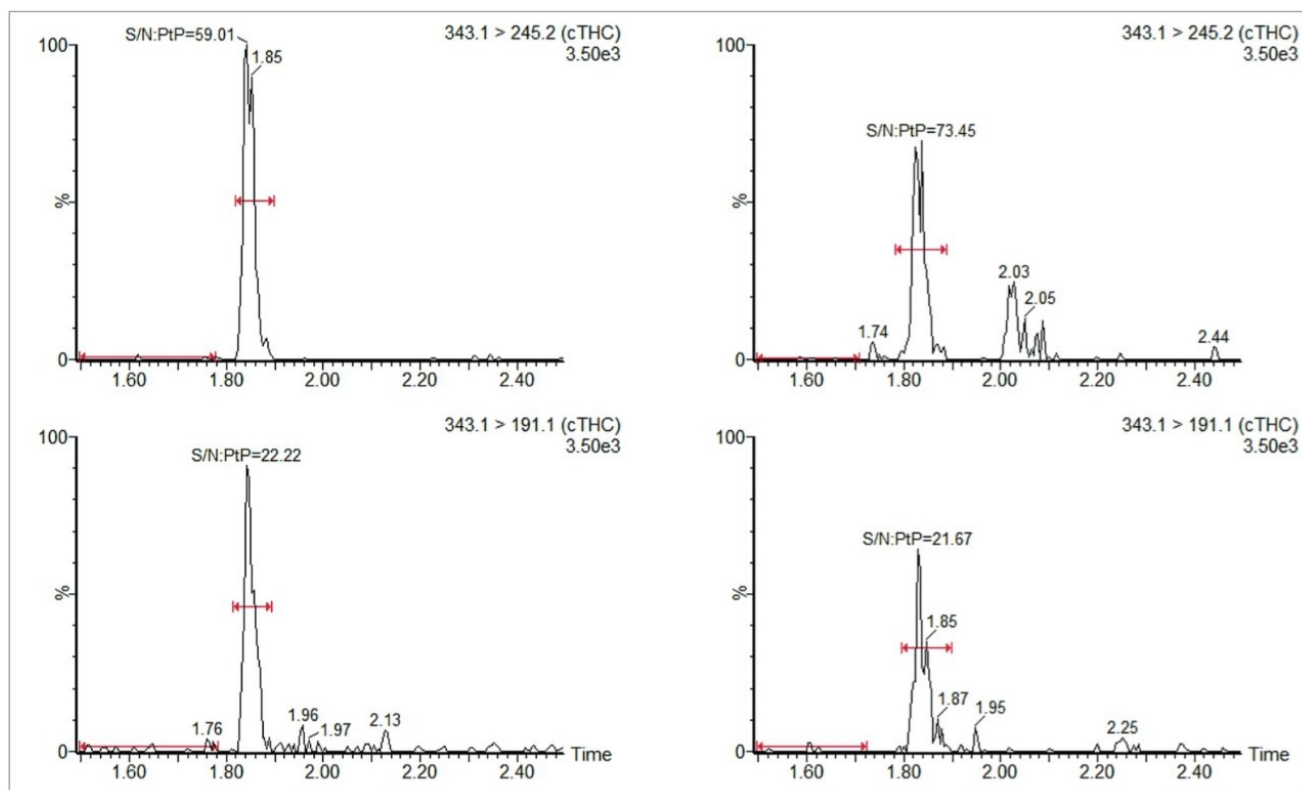 343.1 > 245.2 (cTHC)
3.50e3
S/N:PtP=59.01
1.85
100
%
0
1.60 1.80 2.00 2.20 2.40
343.1 > 245.2 (cTHC)
3.50e3
S/N:PtP=73.45
100
%
0
1.74
2.03
2.05
2.44
1.60 1.80 2.00 2.20 2.40
343.1 > 191.1 (cTHC)
3.50e3
S/N:PtP=22.22
100
%
0
1.76
1.96
1.97
2.13
Time
1.60 1.80 2.00 2.20 2.40
343.1 > 191.1 (cTHC)
3.50e3
S/N:PtP=21.67
100
%
0
1.85
1.87
1.95
2.25
Time
1.60 1.80 2.00 2.20 2.40